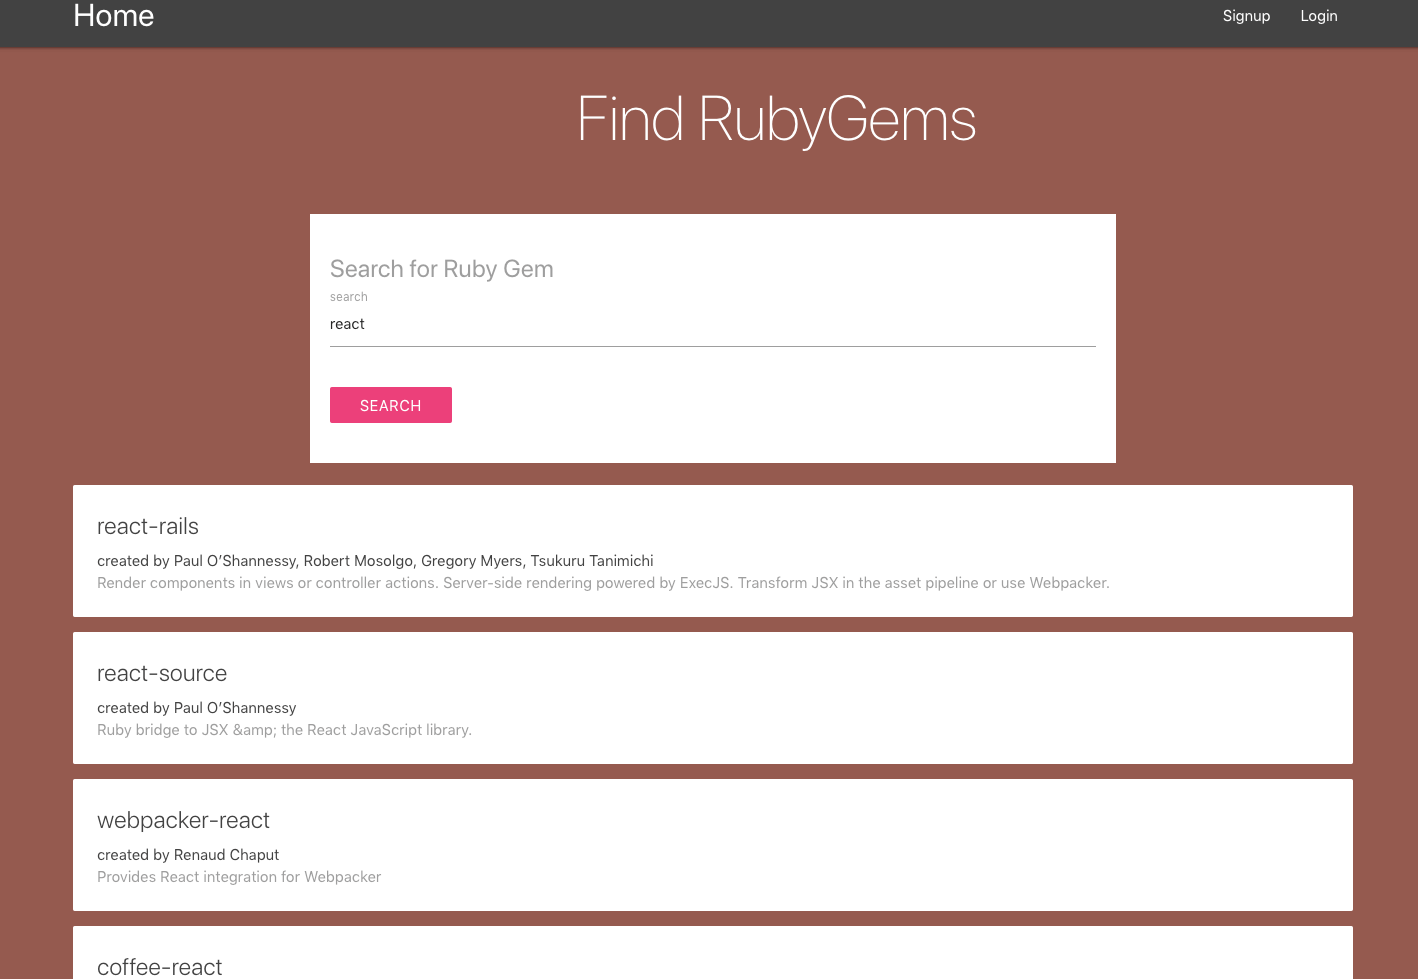 Home
Signup Login
Find RubyGems
Search for Ruby Gem
search
react
SEARCH
react-rails
created by Paul O’Shannessy, Robert Mosolgo, Gregory Myers, Tsukuru Tanimichi
Render components in views or controller actions. Server-side rendering powered by ExecJS. Transform JSX in the asset pipeline or use Webpacker.
react-source
created by Paul O’Shannessy
Ruby bridge to JSX &amp; the React JavaScript library.
webpacker-react
created by Renaud Chaput
Provides React integration for Webpacker
coffee-react